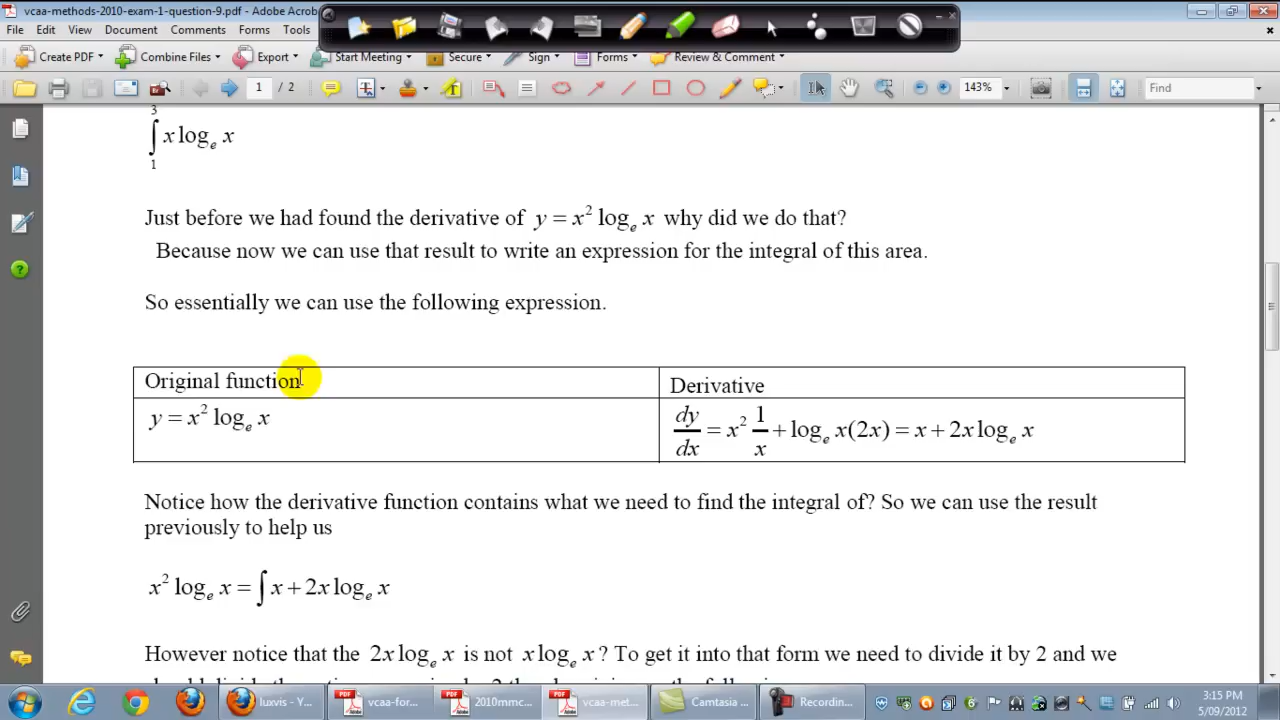 vcaa-methods-2010-exam-1-question-9.pdf - Adobe Acrob
File Edit View Document Comments Forms Tools
Create PDF Combine Files Export Start Meeting Secure Sign Forms Review & Comment
1 / 2 143% Find
3
∫ x log_e x
1
Just before we had found the derivative of y = x² log_e x why did we do that?
Because now we can use that result to write an expression for the integral of this area.
So essentially we can use the following expression.
Original function Derivative
y = x² log_e x dy/dx = x² 1/x + log_e x(2x) = x + 2x log_e x
Notice how the derivative function contains what we need to find the integral of? So we can use the result
previously to help us
x² log_e x = ∫ x + 2x log_e x
However notice that the 2x log_e x is not x log_e x ? To get it into that form we need to divide it by 2 and we
luxvis - Y... vcaa-for... 2010mmc... vcaa-met... Camtasia ... Recordin... 3:15 PM
5/09/2012